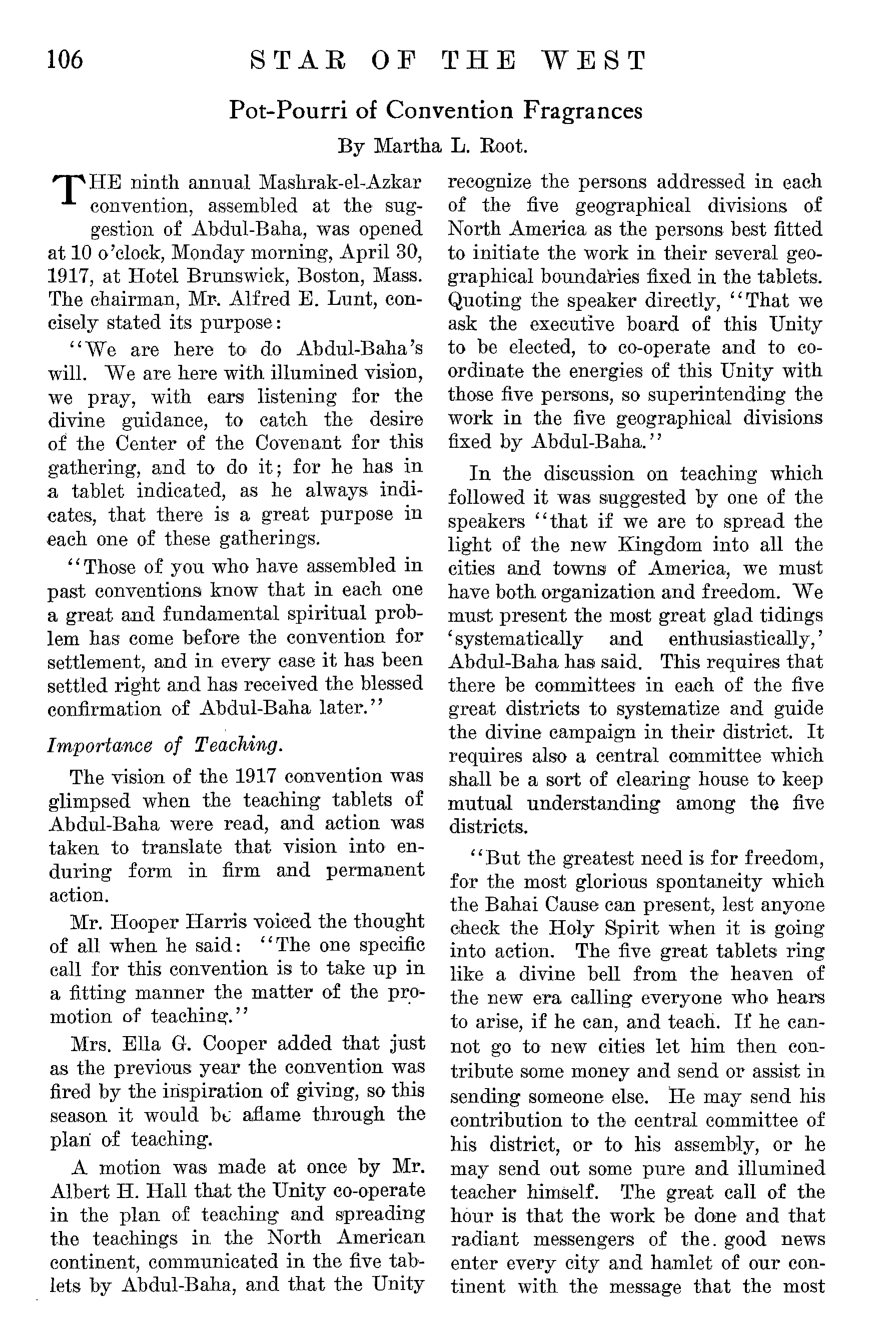 106 STAR OF THE WEST
Pot-Pourri of Convention Fragrances
By Martha L. Root.
THE ninth annual Mashrak-el-Azkar
convention, assembled at the sug-
gestion of Abdul-Baha, was opened
at 10 o'clock, Monday morning, April 30,
1917, at Hotel Brunswick, Boston, Mass.
The chairman, Mr. Alfred E. Lunt, con-
cisely stated its purpose:
"We are here to do Abdul-Baha's
will. We are here with illumined vision,
we pray, with ears listening for the
divine guidance, to catch the desire
of the Center of the Covenant for this
gathering, and to do it; for he has in
a tablet indicated, as he always indi-
cates, that there is a great purpose in
each one of these gatherings.
"Those of you who have assembled in
past conventions know that in each one
a great and fundamental spiritual prob-
lem has come before the convention for
settlement, and in every case it has been
settled right and has received the blessed
confirmation of Abdul-Baha later."
Importance of Teaching.
The vision of the 1917 convention was
glimpsed when the teaching tablets of
Abdul-Baha were read, and action was
taken to translate that vision into en-
during form in firm and permanent
action.
Mr. Hooper Harris voiced the thought
of all when he said: "The one specific
call for this convention is to take up in
a fitting manner the matter of the pro-
motion of teaching."
Mrs. Ella G. Cooper added that just
as the previous year the convention was
fired by the inspiration of giving, so this
season it would be aflame through the
plan of teaching.
A motion was made at once by Mr.
Albert H. Hall that the Unity co-operate
in the plan of teaching and spreading
the teachings in the North American
continent, communicated in the five tab-
lets by Abdul-Baha, and that the Unity
recognize the persons addressed in each
of the five geographical divisions of
North America as the persons best fitted
to initiate the work in their several geo-
graphical boundaries fixed in the tablets.
Quoting the speaker directly, "That we
ask the executive board of this Unity
to be elected, to co-operate and to co-
ordinate the energies of this Unity with
those five persons, so superintending the
work in the five geographical divisions
fixed by Abdul-Baha."
In the discussion on teaching which
followed it was suggested by one of the
speakers "that if we are to spread the
light of the new Kingdom into all the
cities and towns of America, we must
have both organization and freedom. We
must present the most great glad tidings
'systematically and enthusiastically,'
Abdul-Baha has said. This requires that
there be committees in each of the five
great districts to systematize and guide
the divine campaign in their district. It
requires also a central committee which
shall be a sort of clearing house to keep
mutual understanding among the five
districts.
"But the greatest need is for freedom,
for the most glorious spontaneity which
the Bahai Cause can present, lest anyone
check the Holy Spirit when it is going
into action. The five great tablets ring
like a divine bell from the heaven of
the new era calling everyone who hears
to arise, if he can, and teach. If he can-
not go to new cities let him then con-
tribute some money and send or assist in
sending someone else. He may send his
contribution to the central committee of
his district, or to his assembly, or he
may send out some pure and illumined
teacher himself. The great call of the
hour is that the work be done and that
radiant messengers of the good news
enter every city and hamlet of our con-
tinent with the message that the most